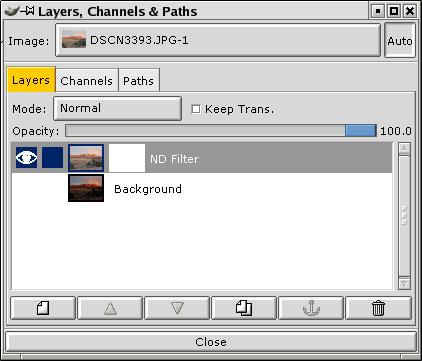 Layers, Channels & Paths
Image: DSCN3393.JPG-1 Auto
Layers Channels Paths
Mode: Normal Keep Trans.
Opacity: 100.0
ND Filter
Background
Close